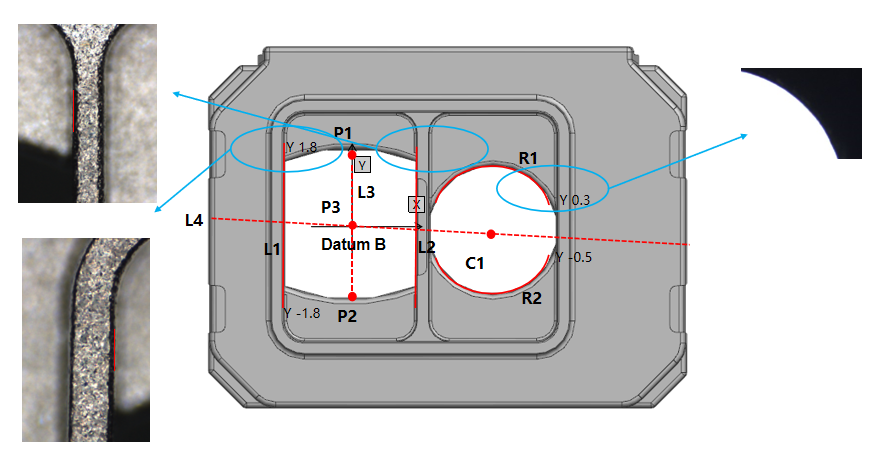 P1
Y 1.8
Y
R1
L3
X
Y 0.3
P3
L4
Datum B
L1
L2
Y -0.5
C1
R2
Y -1.8
P2